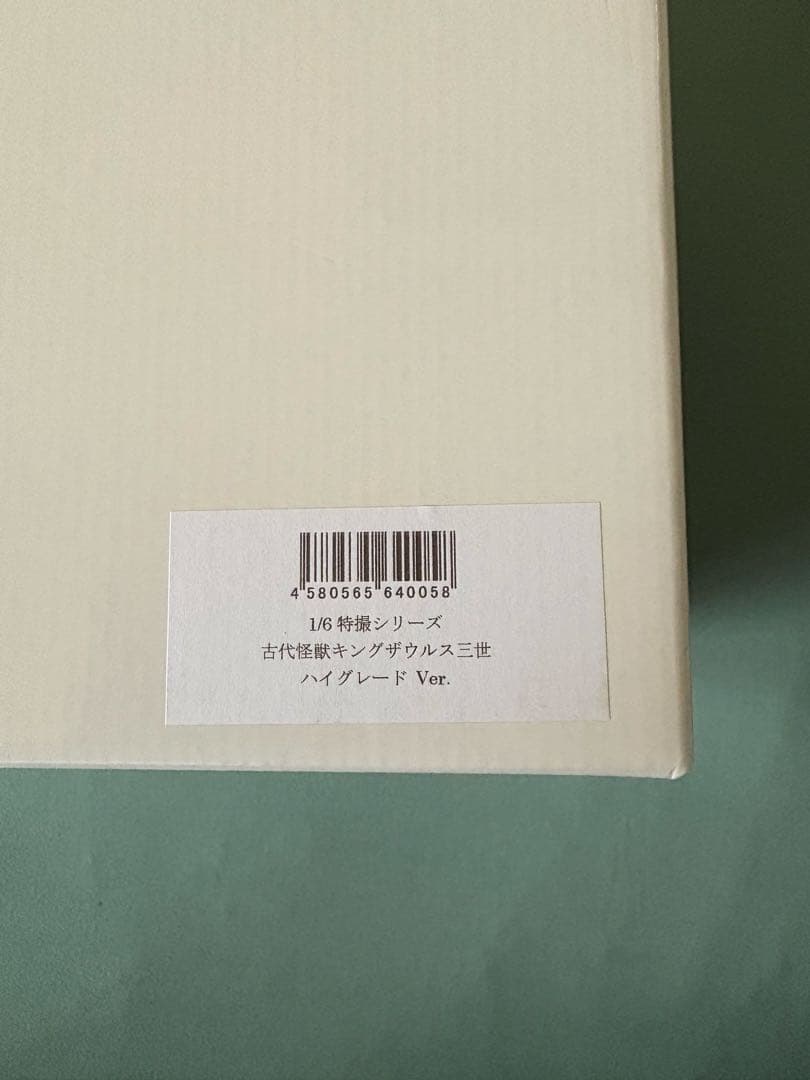 4 580565 640058
1/6 特撮シリーズ
古代怪獣キングザウルス三世
ハイグレード Ver.